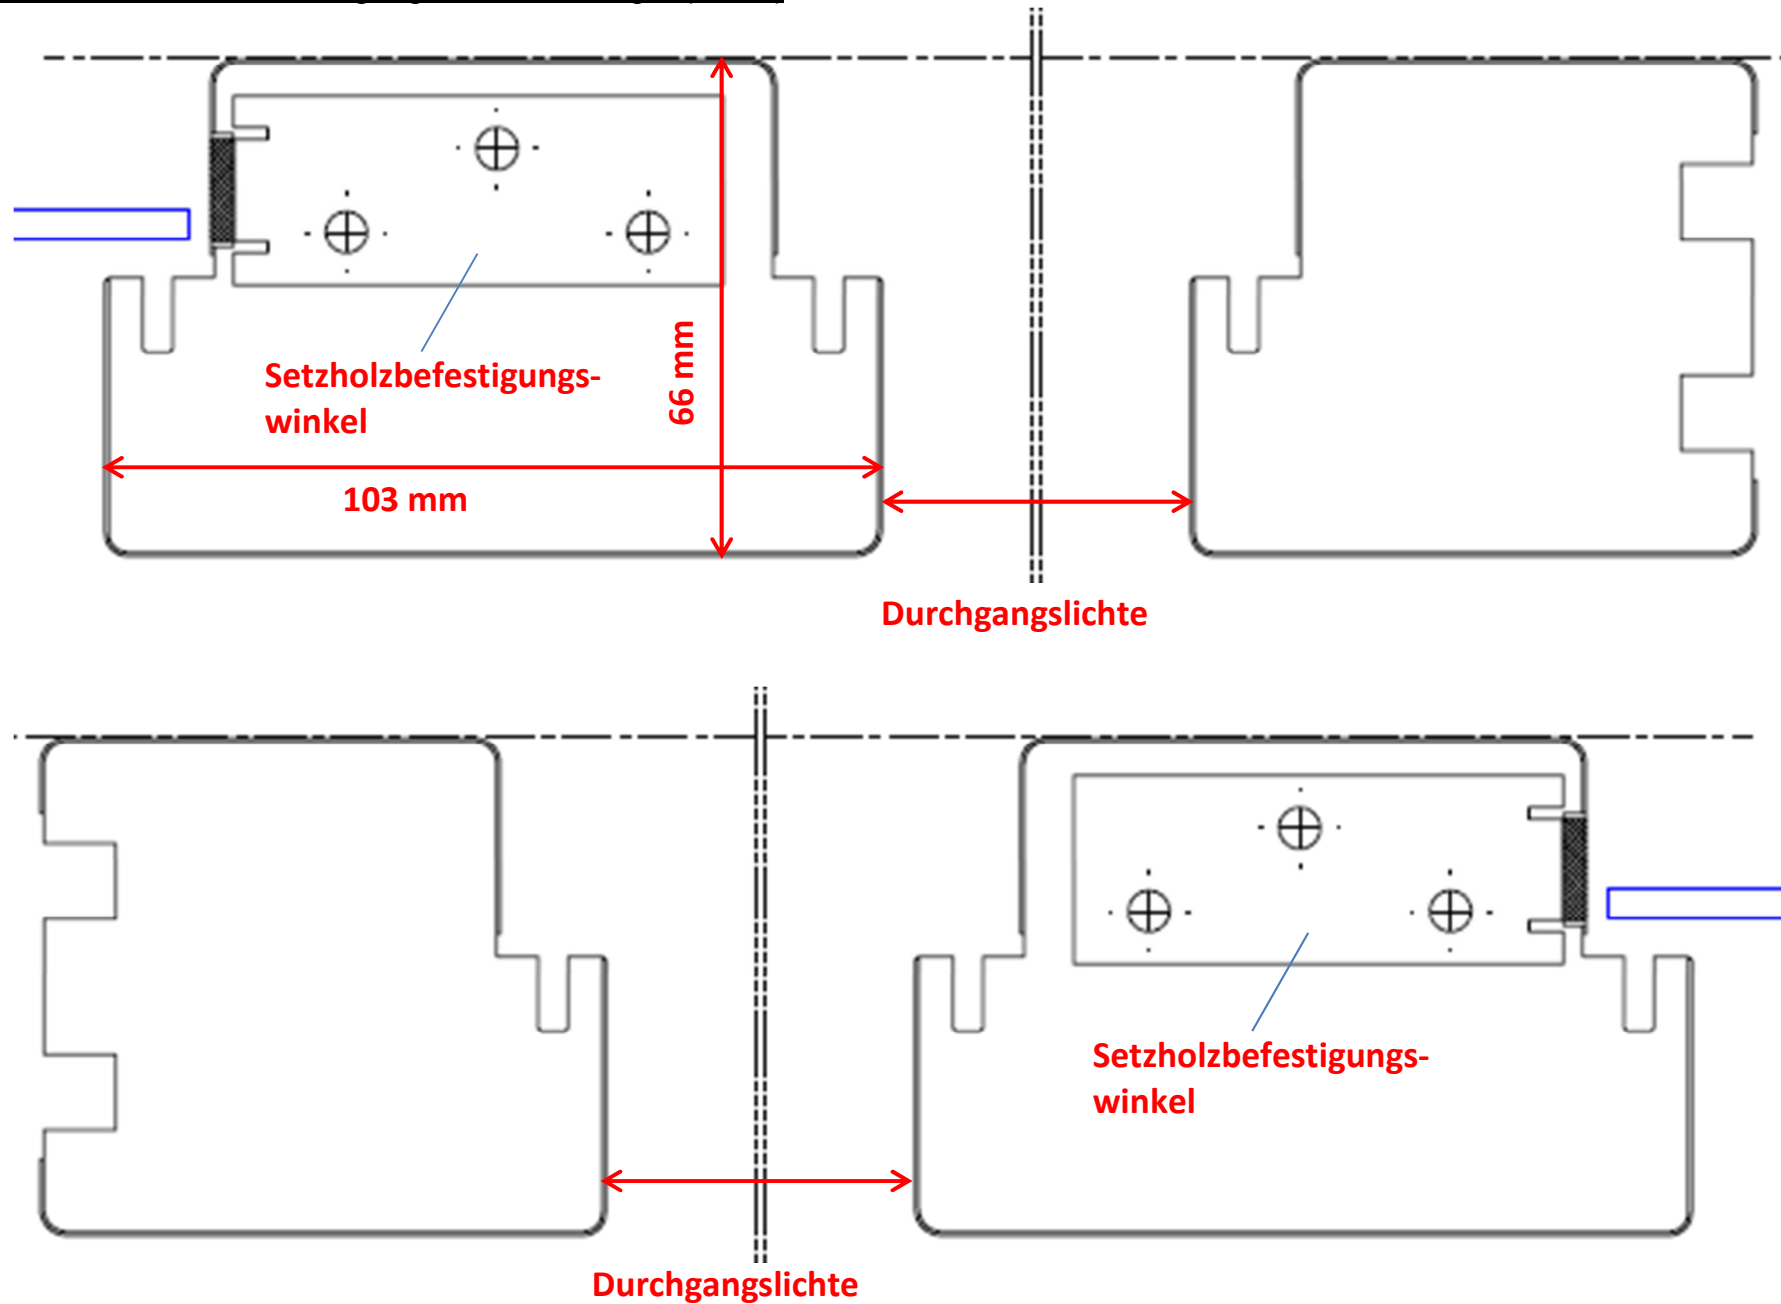 Setzholzbefestigungs-
winkel
66 mm
103 mm
Durchgangslichte
Setzholzbefestigungs-
winkel
Durchgangslichte